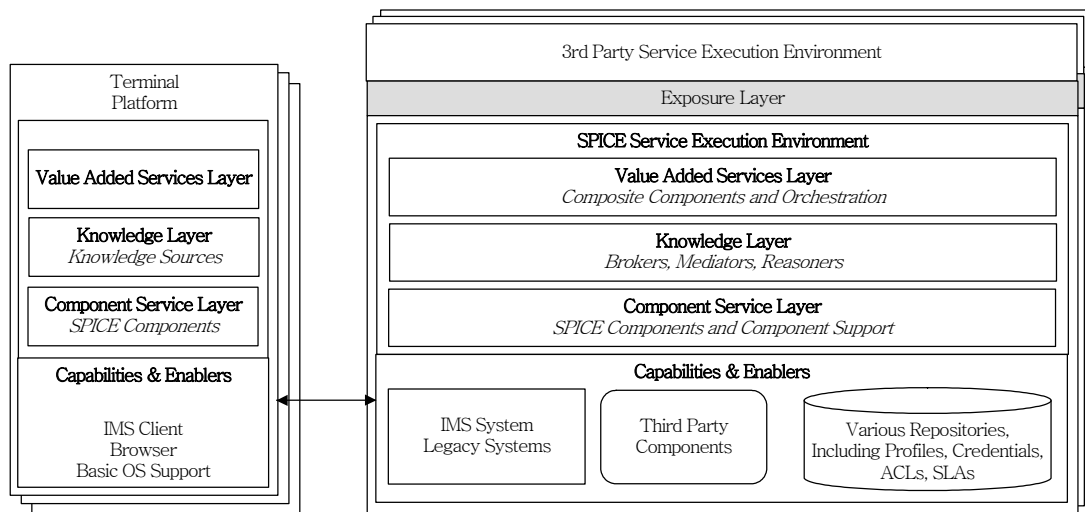 Terminal
Platform
Value Added Services Layer
Knowledge Layer
Knowledge Sources
Component Service Layer
SPICE Components
Capabilities & Enablers
IMS Client
Browser
Basic OS Support
3rd Party Service Execution Environment
Exposure Layer
SPICE Service Execution Environment
Value Added Services Layer
Composite Components and Orchestration
Knowledge Layer
Brokers, Mediators, Reasoners
Component Service Layer
SPICE Components and Component Support
Capabilities & Enablers
IMS System
Legacy Systems
Third Party
Components
Various Repositories,
Including Profiles, Credentials,
ACLs, SLAs